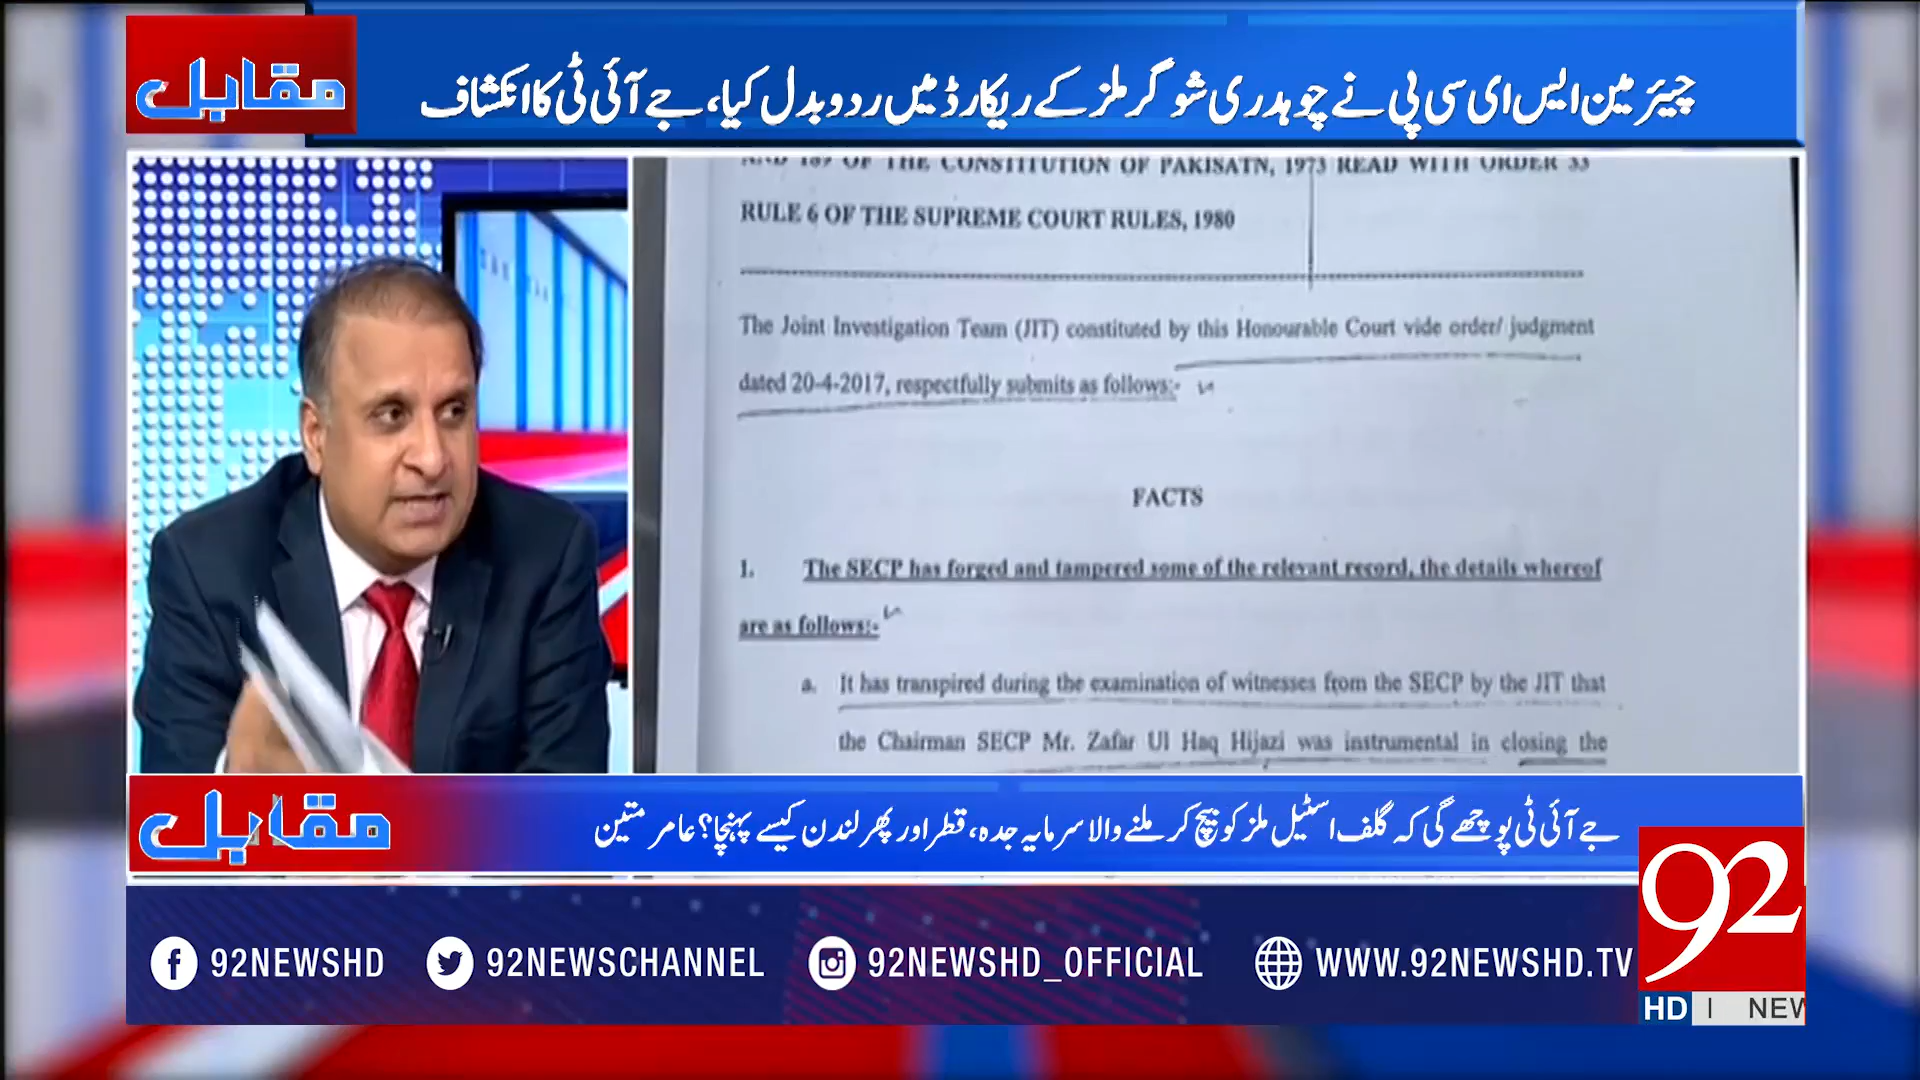 مقابل
چیئرمین ایس ای سی پی نے چوہدری شوگر ملز کے ریکارڈ میں ردوبدل کیا، جے آئی ٹی کا انکشاف
AND 189 OF THE CONSTITUTION OF PAKISATN, 1973 READ WITH ORDER 33
RULE 6 OF THE SUPREME COURT RULES, 1980
The Joint Investigation Team (JIT) constituted by this Honourable Court vide order/ judgment
dated 20-4-2017, respectfully submits as follows:-
FACTS
1. The SECP has forged and tampered some of the relevant record, the details whereof
are as follows:-
a. It has transpired during the examination of witnesses from the SECP by the JIT that
the Chairman SECP Mr. Zafar Ul Haq Hijazi was instrumental in closing the
مقابل
جے آئی ٹی پوچھے گی کہ گلف اسٹیل ملز کو بیچ کر ملنے والا سرمایہ جدہ، قطر اور پھر لندن کیسے پہنچا؟ عامر متین
92
92NEWSHD 92NEWSCHANNEL 92NEWSHD_OFFICIAL WWW.92NEWSHD.TV
HD NEW